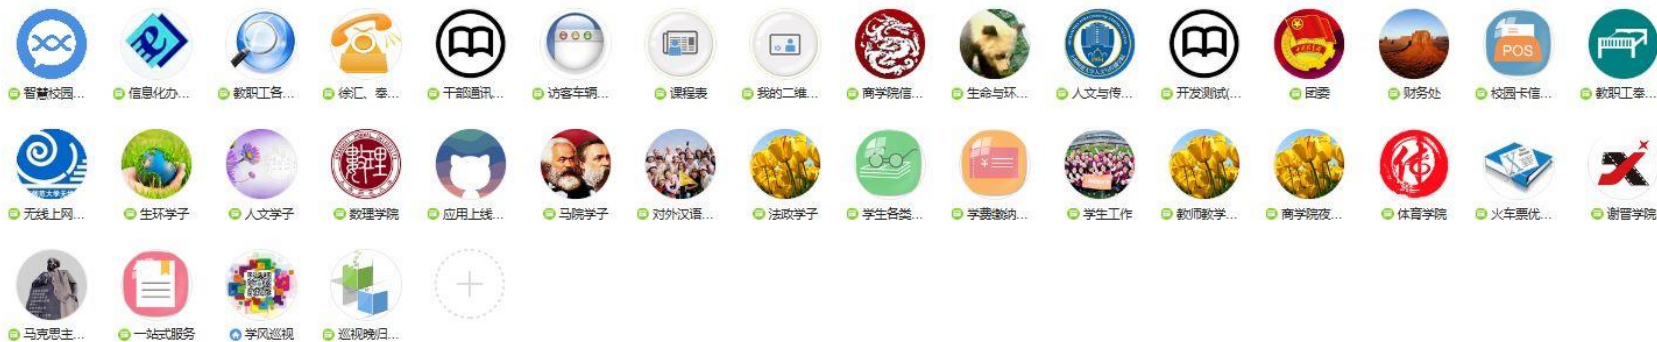 智慧校园...
信息化办...
教职工各...
徐汇、奉...
干部通讯...
访客车辆...
课程表
我的二维...
商学院信...
生命与环...
人文与传...
开发测试(...
团委
财务处
POS
校园卡信...
教职工奉...
无线上网...
生环学子
人文学子
数理
数理学院
应用上线...
马院学子
对外汉语...
法政学子
学生各类...
学费缴纳...
学生工作
教师教学...
商学院夜...
体育学院
火车票优...
谢晋学院
马克思主...
一站式服务
学风巡视
巡视晚归...